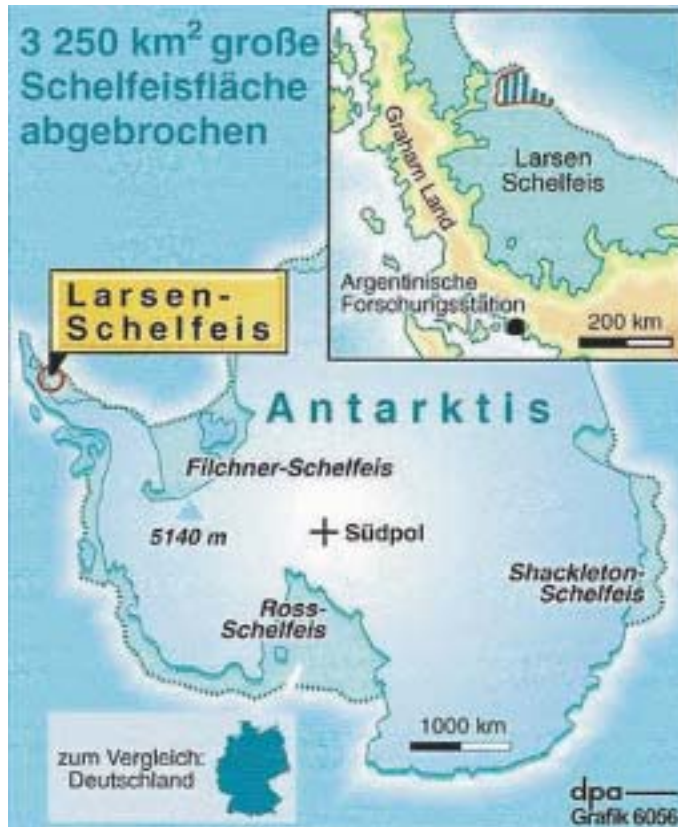 3 250 km² große
Schelfeisfläche
abgebrochen
Graham Land
Larsen
Schelfeis
Argentinische
Forschungsstátion
200 km
Larsen-
Schelfeis
Antarktis
Filchner-Schelfeis
5140 m
Südpol
Shackleton-
Schelfeis
Ross-
Schelfeis
1000 km
zum Vergleich:
Deutschland
dpa
Grafik 6056